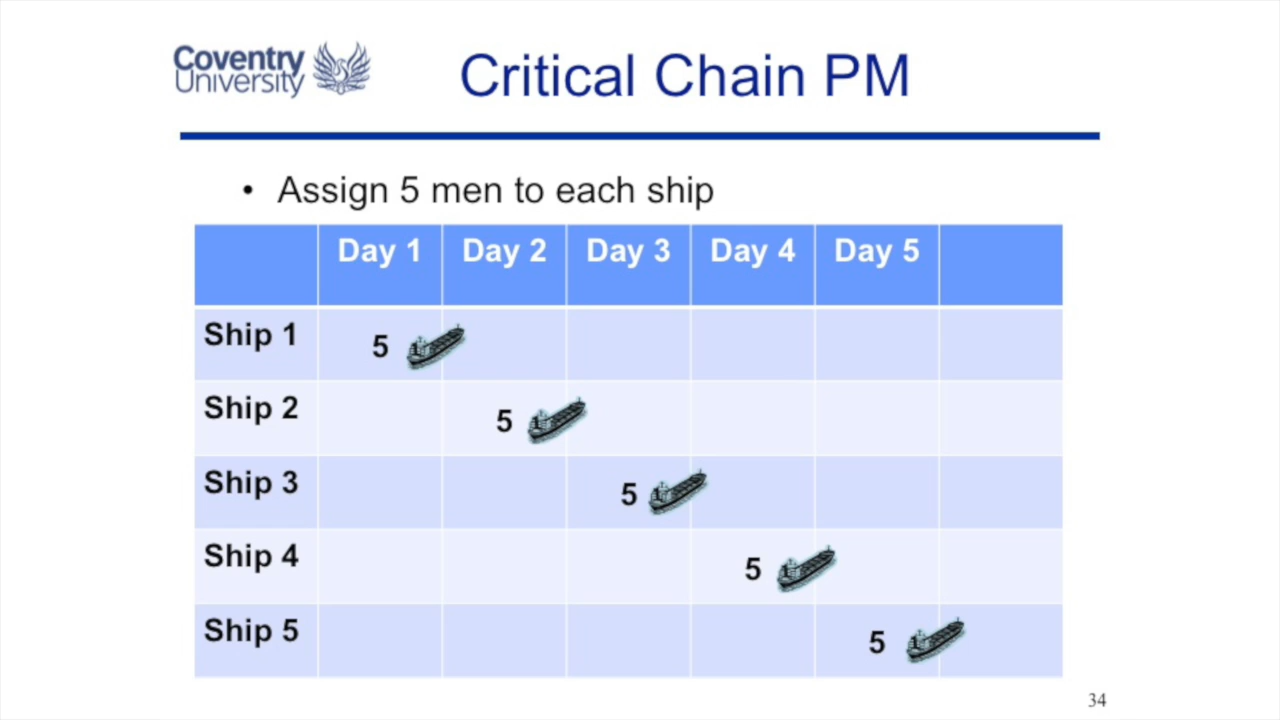 Coventry
University
Critical Chain PM
• Assign 5 men to each ship
Day 1 Day 2 Day 3 Day 4 Day 5
Ship 1 5
Ship 2 5
Ship 3 5
Ship 4 5
Ship 5 5
34